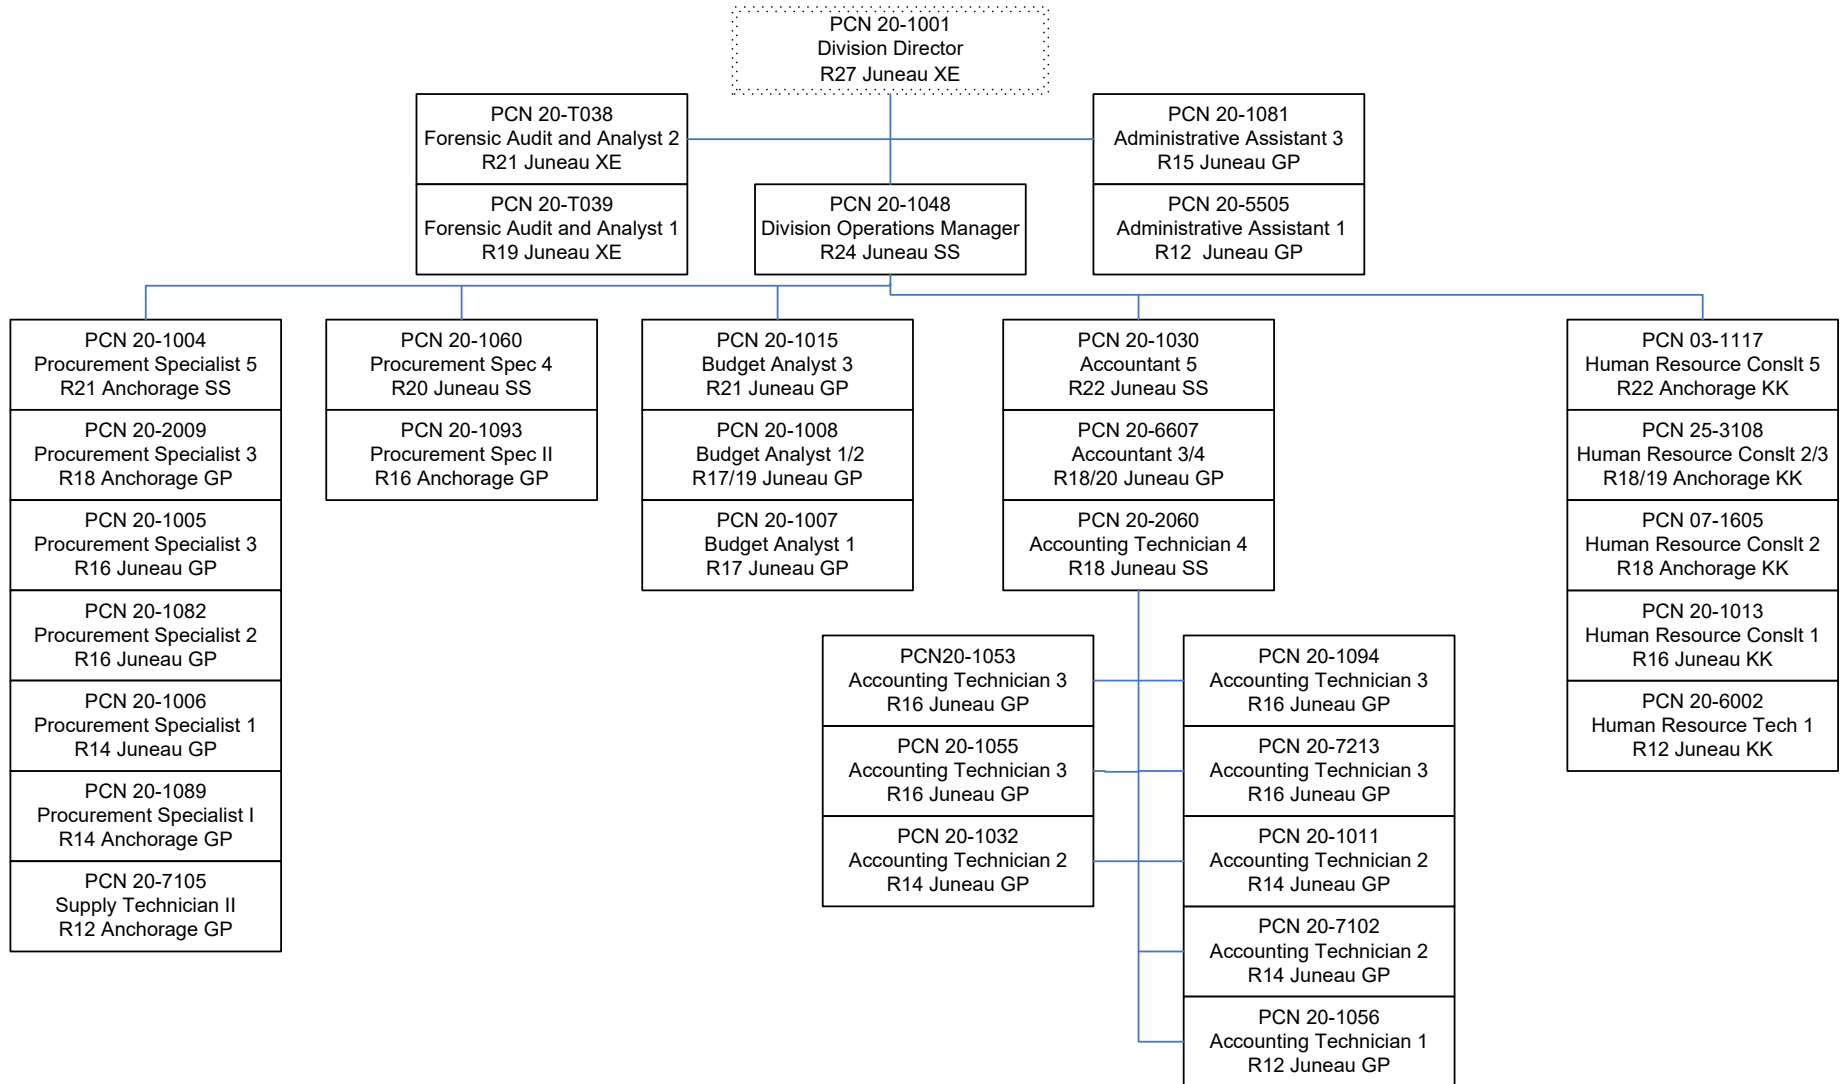 PCN 20-1001
Division Director
R27 Juneau XE
PCN 20-T038
Forensic Audit and Analyst 2
R21 Juneau XE
PCN 20-T039
Forensic Audit and Analyst 1
R19 Juneau XE
PCN 20-1081
Administrative Assistant 3
R15 Juneau GP
PCN 20-5505
Administrative Assistant 1
R12 Juneau GP
PCN 20-1048
Division Operations Manager
R24 Juneau SS
PCN 20-1004
Procurement Specialist 5
R21 Anchorage SS
PCN 20-2009
Procurement Specialist 3
R18 Anchorage GP
PCN 20-1005
Procurement Specialist 3
R16 Juneau GP
PCN 20-1082
Procurement Specialist 2
R16 Juneau GP
PCN 20-1006
Procurement Specialist 1
R14 Juneau GP
PCN 20-1089
Procurement Specialist I
R14 Anchorage GP
PCN 20-7105
Supply Technician II
R12 Anchorage GP
PCN 20-1060
Procurement Spec 4
R20 Juneau SS
PCN 20-1093
Procurement Spec II
R16 Anchorage GP
PCN 20-1015
Budget Analyst 3
R21 Juneau GP
PCN 20-1008
Budget Analyst 1/2
R17/19 Juneau GP
PCN 20-1007
Budget Analyst 1
R17 Juneau GP
PCN 20-1030
Accountant 5
R22 Juneau SS
PCN 20-6607
Accountant 3/4
R18/20 Juneau GP
PCN 20-2060
Accounting Technician 4
R18 Juneau SS
PCN20-1053
Accounting Technician 3
R16 Juneau GP
PCN 20-1055
Accounting Technician 3
R16 Juneau GP
PCN 20-1032
Accounting Technician 2
R14 Juneau GP
PCN 20-1094
Accounting Technician 3
R16 Juneau GP
PCN 20-7213
Accounting Technician 3
R16 Juneau GP
PCN 20-1011
Accounting Technician 2
R14 Juneau GP
PCN 20-7102
Accounting Technician 2
R14 Juneau GP
PCN 20-1056
Accounting Technician 1
R12 Juneau GP
PCN 03-1117
Human Resource Conslt 5
R22 Anchorage KK
PCN 25-3108
Human Resource Conslt 2/3
R18/19 Anchorage KK
PCN 07-1605
Human Resource Conslt 2
R18 Anchorage KK
PCN 20-1013
Human Resource Conslt 1
R16 Juneau KK
PCN 20-6002
Human Resource Tech 1
R12 Juneau KK